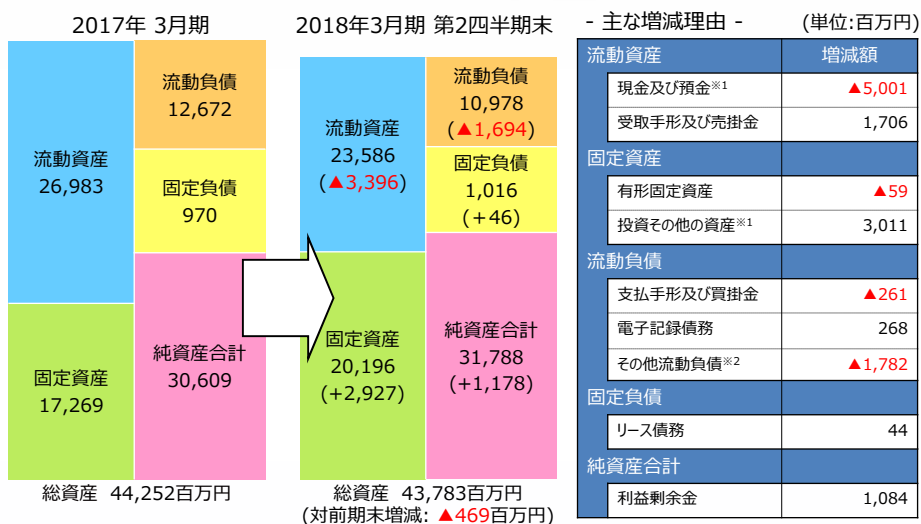 2017年 3月期
流動資産
26,983
固定資産
17,269
流動負債
12,672
固定負債
970
純資産合計
30,609
総資産 44,252百万円
2018年3月期 第2四半期末
流動資産
23,586
(▲3,396)
固定資産
20,196
(+2,927)
流動負債
10,978
(▲1,694)
固定負債
1,016
(+46)
純資産合計
31,788
(+1,178)
総資産 43,783百万円
(対前期末増減: ▲469百万円)
- 主な増減理由 - (単位:百万円)
流動資産 増減額
現金及び預金※1 ▲5,001
受取手形及び売掛金 1,706
固定資産
有形固定資産 ▲59
投資その他の資産※1 3,011
流動負債
支払手形及び買掛金 ▲261
電子記録債務 268
その他流動負債※2 ▲1,782
固定負債
リース債務 44
純資産合計
利益剰余金 1,084